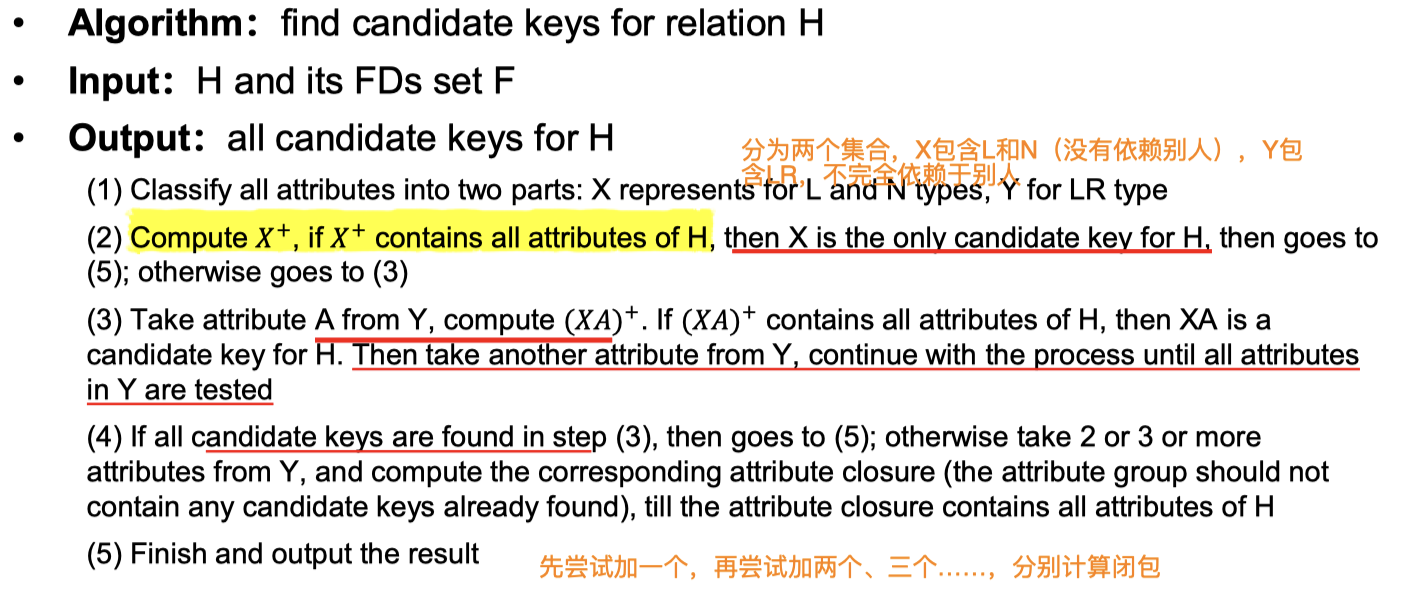 • Algorithm: find candidate keys for relation H
• Input: H and its FDs set F
• Output: all candidate keys for H
分为两个集合，X包含L和N（没有依赖别人），Y包
含LR，不完全依赖于别人
(1) Classify all attributes into two parts: X represents for L and N types, Y for LR type
(2) Compute X⁺, if X⁺ contains all attributes of H, then X is the only candidate key for H, then goes to
(5); otherwise goes to (3)
(3) Take attribute A from Y, compute (XA)⁺. If (XA)⁺ contains all attributes of H, then XA is a
candidate key for H. Then take another attribute from Y, continue with the process until all attributes
in Y are tested
(4) If all candidate keys are found in step (3), then goes to (5); otherwise take 2 or 3 or more
attributes from Y, and compute the corresponding attribute closure (the attribute group should not
contain any candidate keys already found), till the attribute closure contains all attributes of H
(5) Finish and output the result
先尝试加一个，再尝试加两个、三个……，分别计算闭包